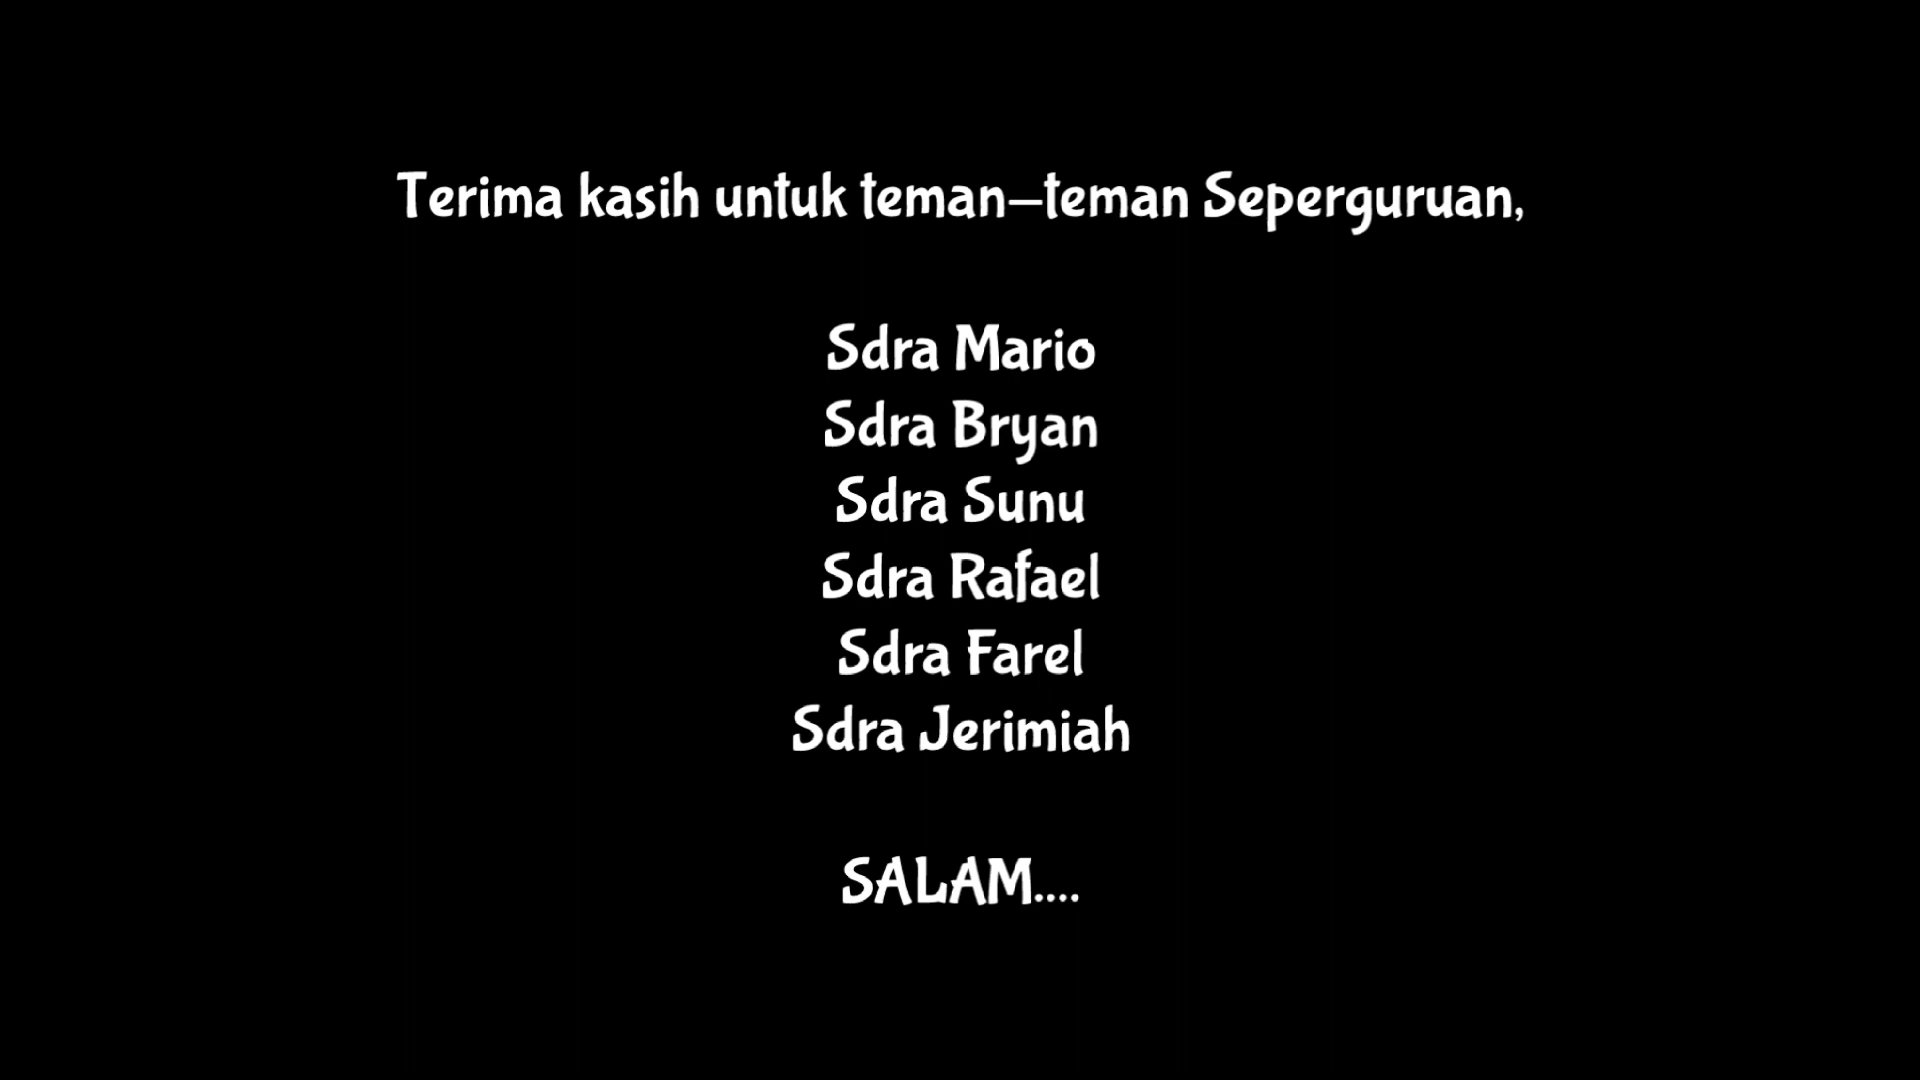 Terima kasih untuk teman-teman Seperguruan,
Sdra Mario
Sdra Bryan
Sdra Sunu
Sdra Rafael
Sdra Farel
Sdra Jerimiah
SALAM....